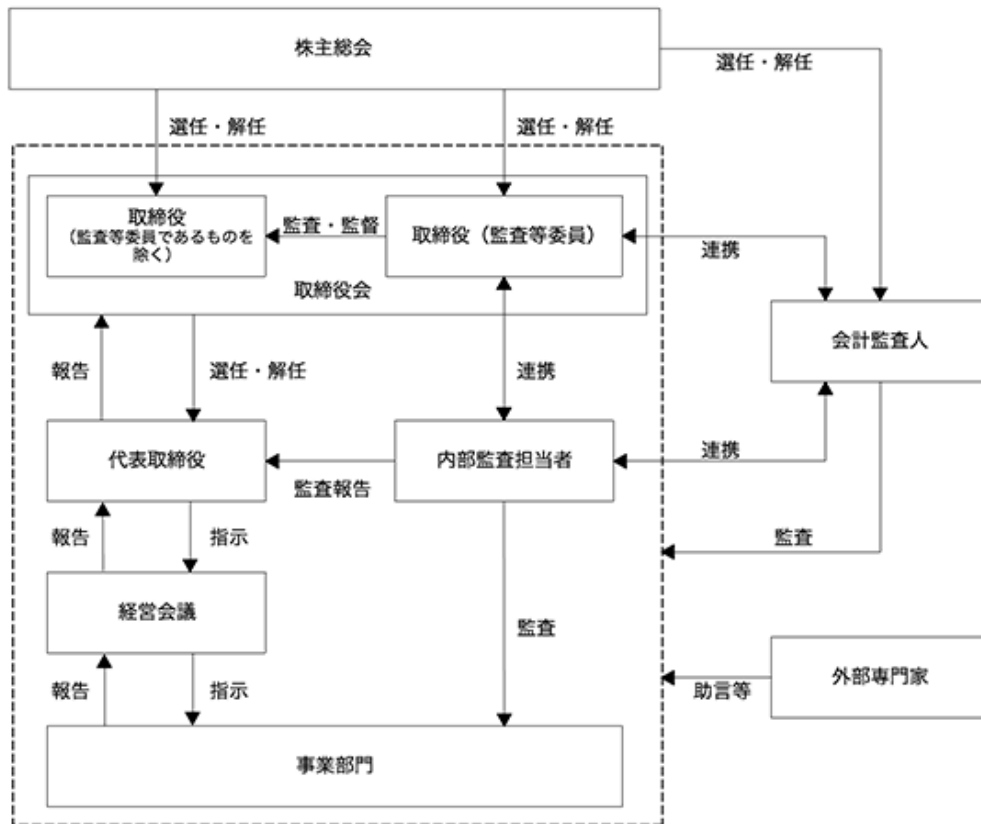 株主総会
選任・解任
選任・解任
選任・解任
取締役
（監査等委員であるものを
除く）
監査・監督
取締役（監査等委員）
連携
取締役会
会計監査人
報告
選任・解任
連携
代表取締役
内部監査担当者
連携
監査報告
報告
指示
監査
経営会議
監査
報告
指示
助言等
外部専門家
事業部門